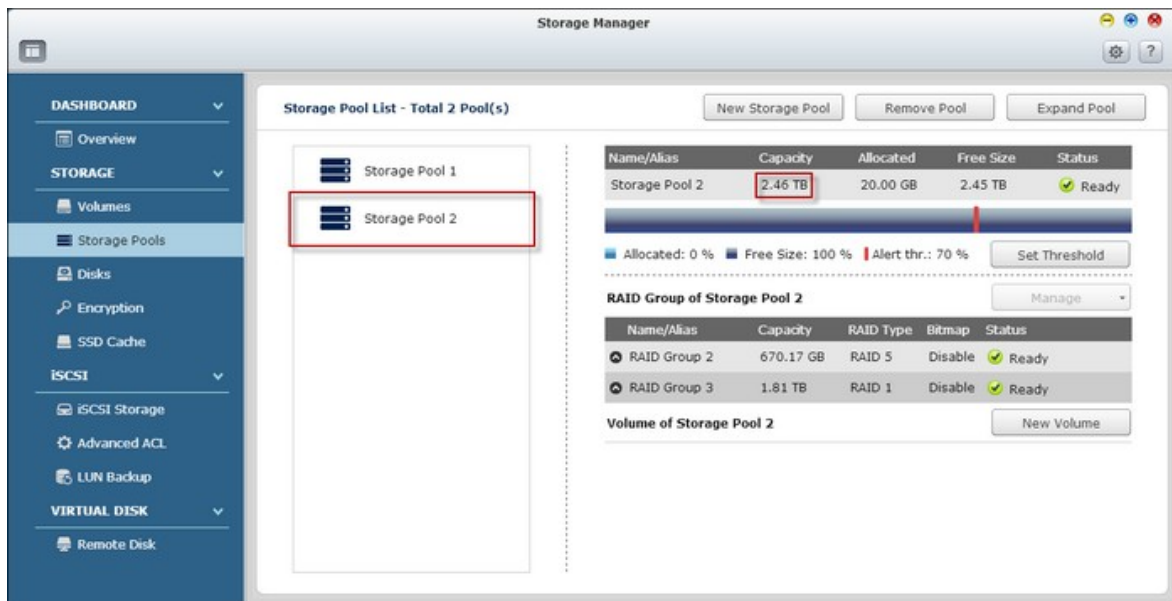 Storage Manager
?
DASHBOARD
Overview
STORAGE
Volumes
Storage Pools
Disks
Encryption
SSD Cache
iSCSI
iSCSI Storage
Advanced ACL
LUN Backup
VIRTUAL DISK
Remote Disk
Storage Pool List - Total 2 Pool(s)
New Storage Pool Remove Pool Expand Pool
Storage Pool 1
Storage Pool 2
Name/Alias Capacity Allocated Free Size Status
Storage Pool 2 2.46 TB 20.00 GB 2.45 TB Ready
Allocated: 0 % Free Size: 100 % Alert thr.: 70 % Set Threshold
RAID Group of Storage Pool 2 Manage
Name/Alias Capacity RAID Type Bitmap Status
RAID Group 2 670.17 GB RAID 5 Disable Ready
RAID Group 3 1.81 TB RAID 1 Disable Ready
Volume of Storage Pool 2 New Volume